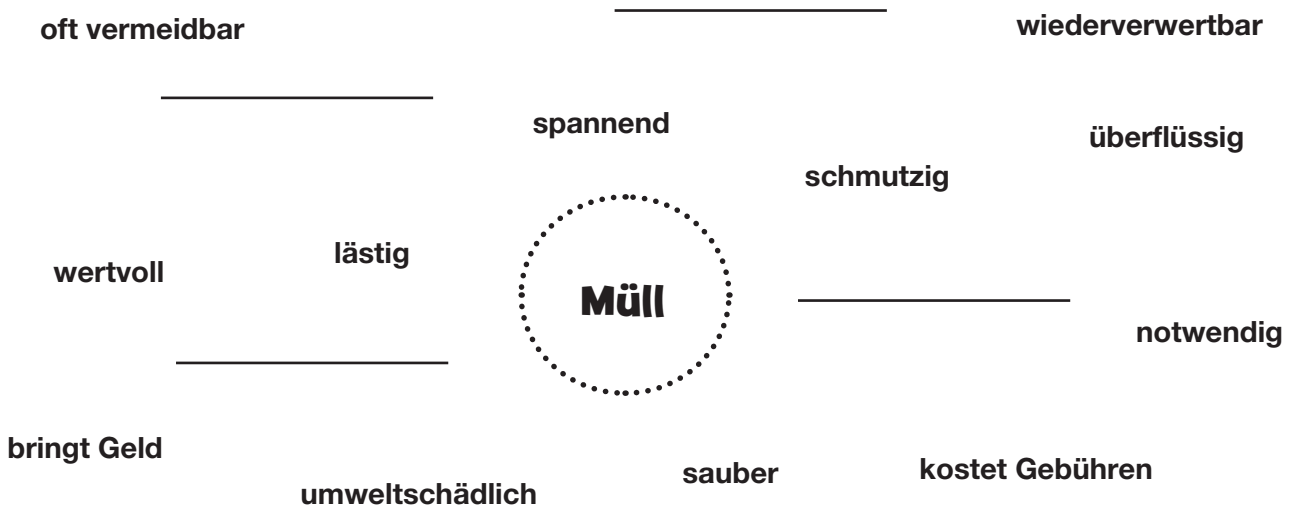 oft vermeidbar
wiederverwertbar
spannend
überflüssig
schmutzig
lästig
wertvoll
Müll
notwendig
bringt Geld
kostet Gebühren
sauber
umweltschädlich